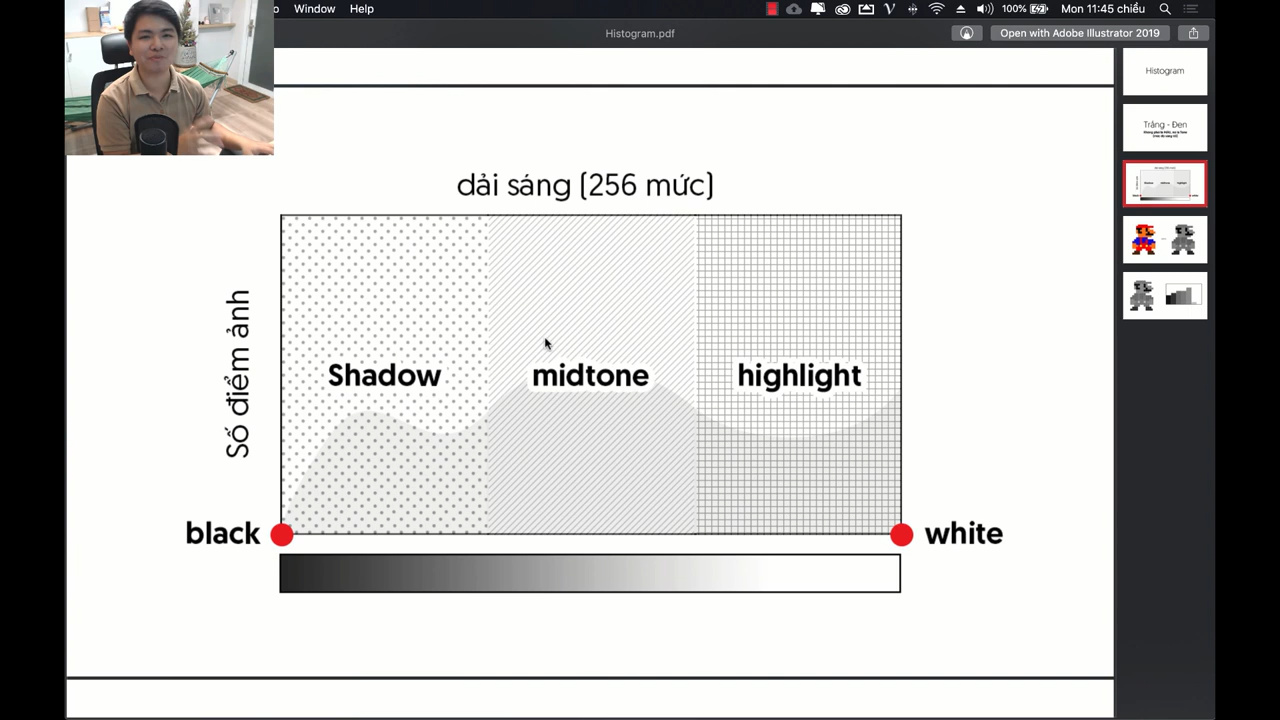 Window Help
100%
Mon 11:45 chiều
Histogram.pdf
Open with Adobe Illustrator 2019
dải sáng (256 mức)
Số điểm ảnh
Shadow
midtone
highlight
black
white
Histogram
Trắng - Đen